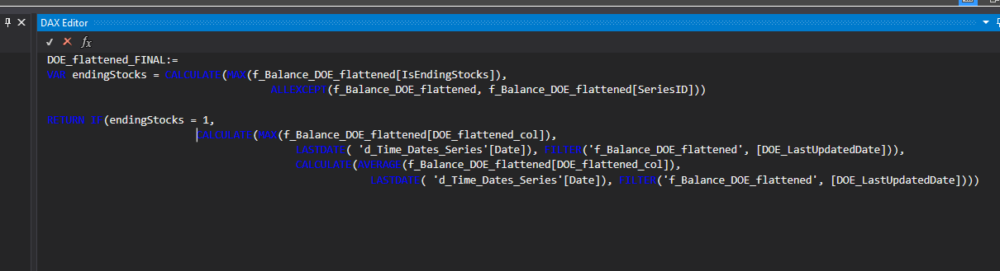 DAX Editor
fx
DOE_flattened_FINAL:=
VAR endingStocks = CALCULATE(MAX(f_Balance_DOE_flattened[IsEndingStocks]),
ALLEXCEPT(f_Balance_DOE_flattened, f_Balance_DOE_flattened[SeriesID]))
RETURN IF(endingStocks = 1,
CALCULATE(MAX(f_Balance_DOE_flattened[DOE_flattened_col]),
LASTDATE( 'd_Time_Dates_Series'[Date]), FILTER('f_Balance_DOE_flattened', [DOE_LastUpdatedDate])),
CALCULATE(AVERAGE(f_Balance_DOE_flattened[DOE_flattened_col]),
LASTDATE( 'd_Time_Dates_Series'[Date]), FILTER('f_Balance_DOE_flattened', [DOE_LastUpdatedDate])))